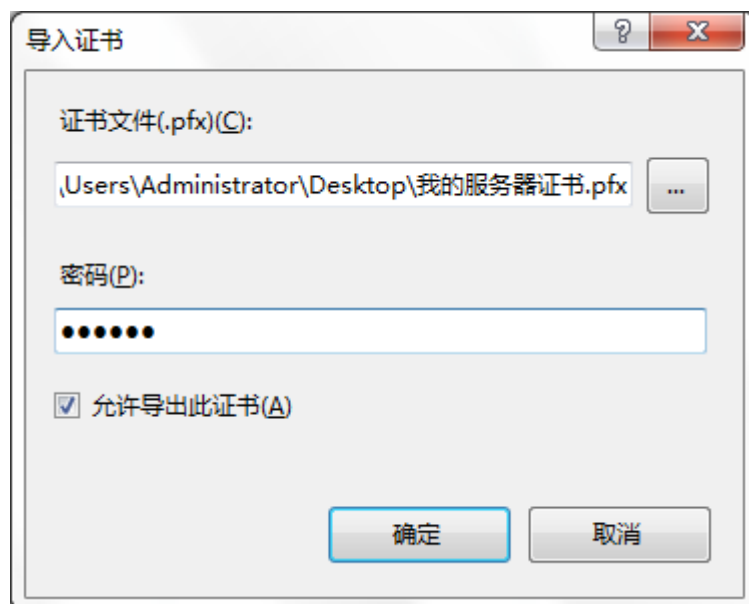 导入证书
证书文件(.pfx)(C):
\Users\Administrator\Desktop\我的服务器证书.pfx
...
密码(P):
●●●●●●
允许导出此证书(A)
确定
取消